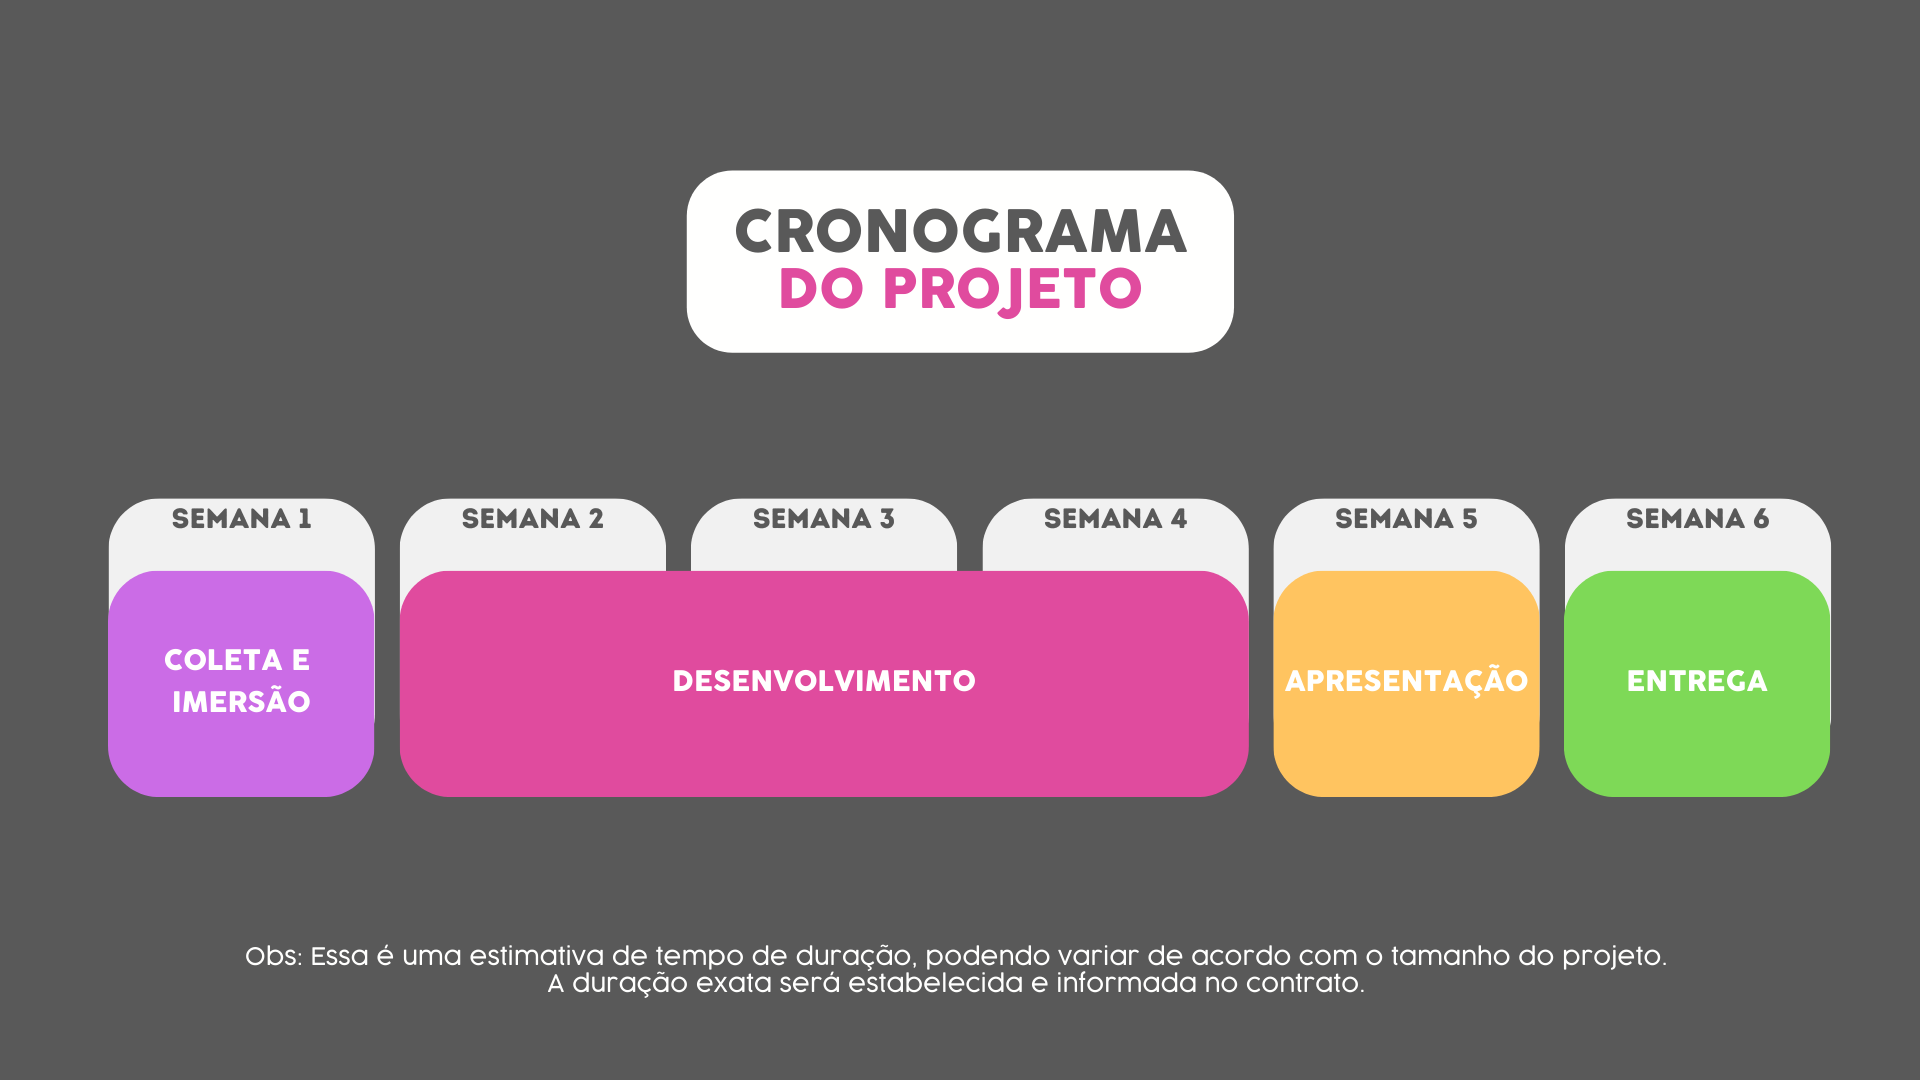 CRONOGRAMA
DO PROJETO
SEMANA 1
SEMANA 2
SEMANA 3
SEMANA 4
SEMANA 5
SEMANA 6
COLETA E
IMERSÃO
DESENVOLVIMENTO
APRESENTAÇÃO
ENTREGA
Obs: Essa é uma estimativa de tempo de duração, podendo variar de acordo com o tamanho do projeto.
A duração exata será estabelecida e informada no contrato.